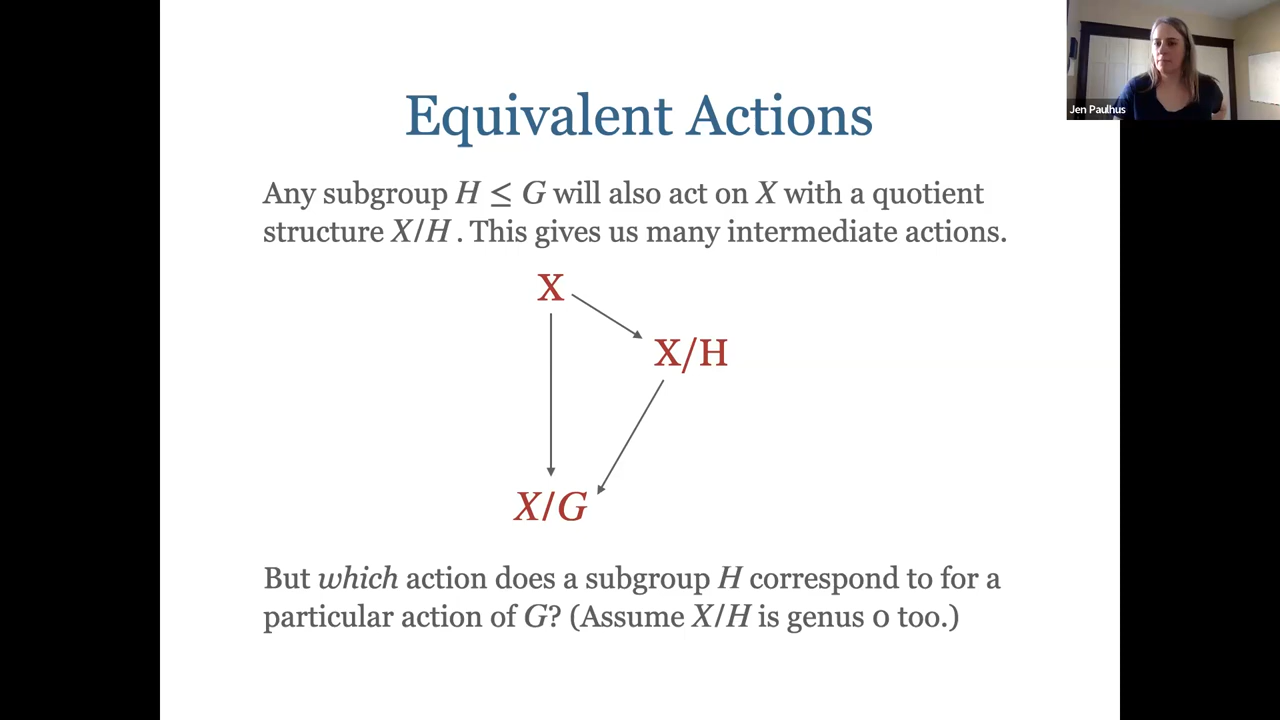 Jen Paulhus
Equivalent Actions
Any subgroup H ≤ G will also act on X with a quotient
structure X/H . This gives us many intermediate actions.
X
X/H
X/G
But which action does a subgroup H correspond to for a
particular action of G? (Assume X/H is genus 0 too.)